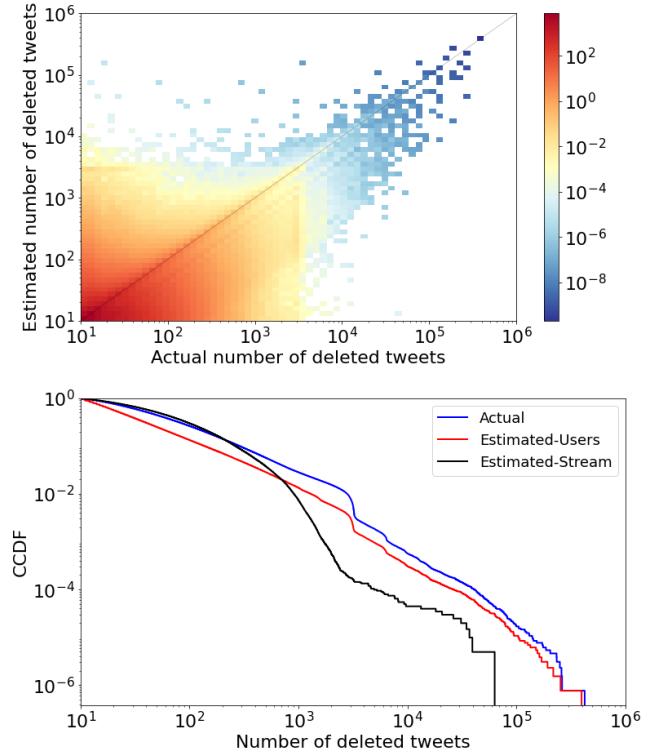 10^6
10^5
10^4
10^3
10^2
10^1
Estimated number of deleted tweets
10^1 10^2 10^3 10^4 10^5 10^6
Actual number of deleted tweets
10^2
10^0
10^-2
10^-4
10^-6
10^-8
10^0
10^-2
10^-4
10^-6
CCDF
Actual
Estimated-Users
Estimated-Stream
10^1 10^2 10^3 10^4 10^5 10^6
Number of deleted tweets